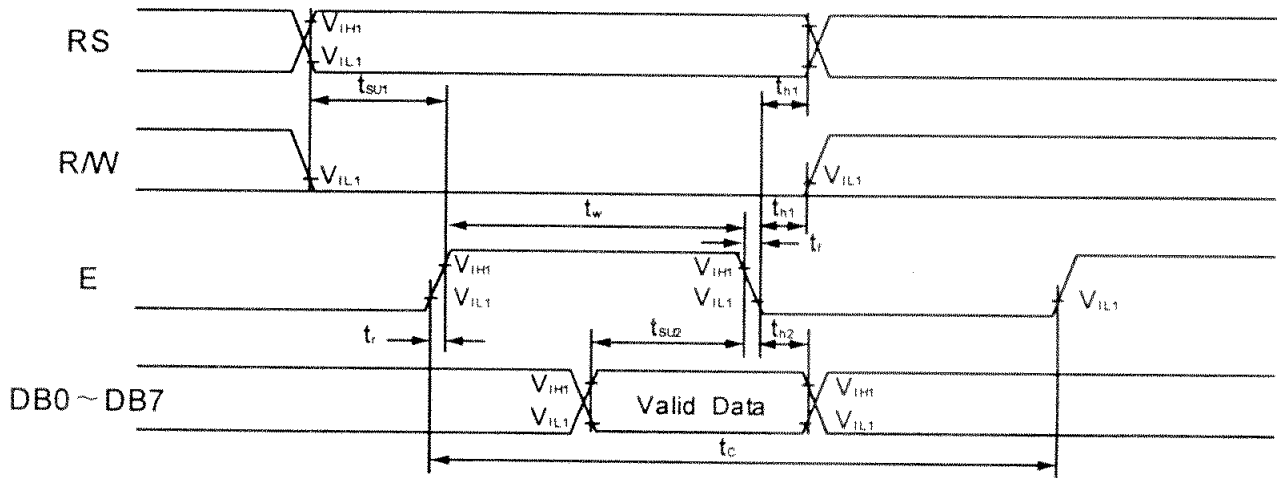 RS
V_IH1
V_IL1
t_SU1
t_h1
R/W
V_IL1
V_IL1
t_w
t_h1
t_f
E
V_IH1
V_IH1
V_IL1
V_IL1
V_IL1
t_r
t_SU2
t_h2
DB0～DB7
V_IH1
V_IL1
Valid Data
V_IH1
V_IL1
t_C